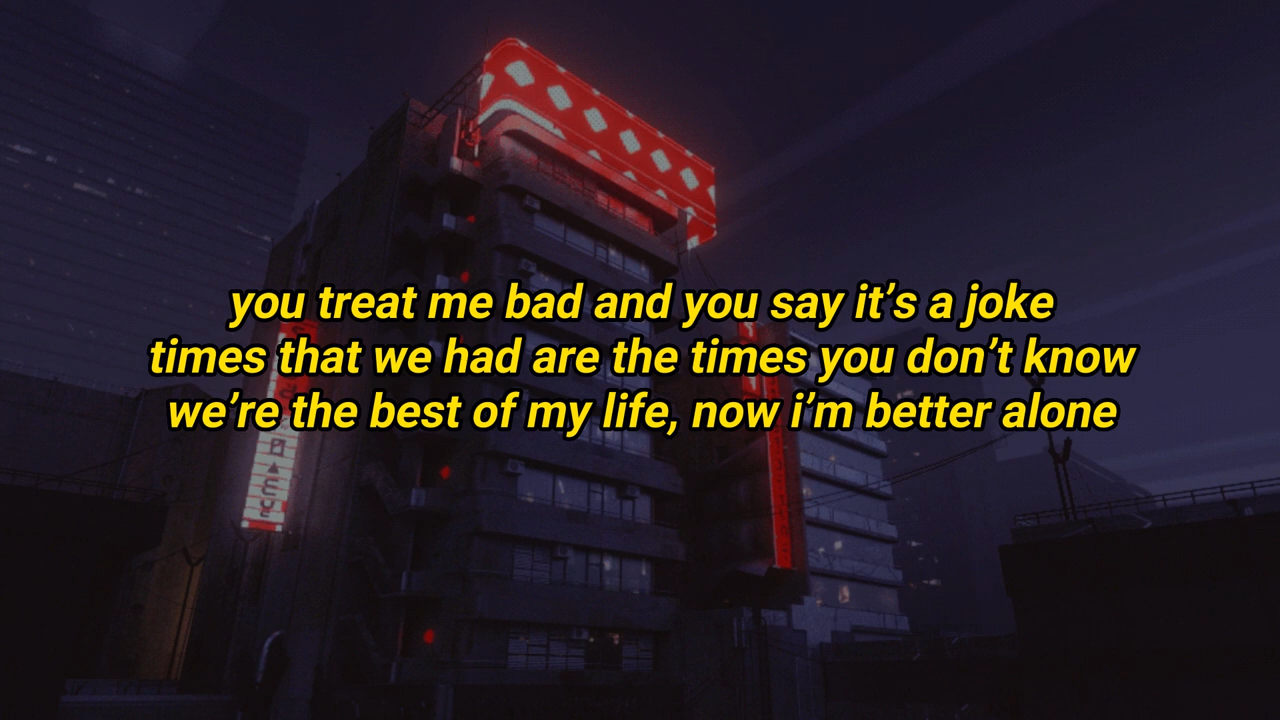 you treat me bad and you say it’s a joke
times that we had are the times you don’t know
we’re the best of my life, now i’m better alone